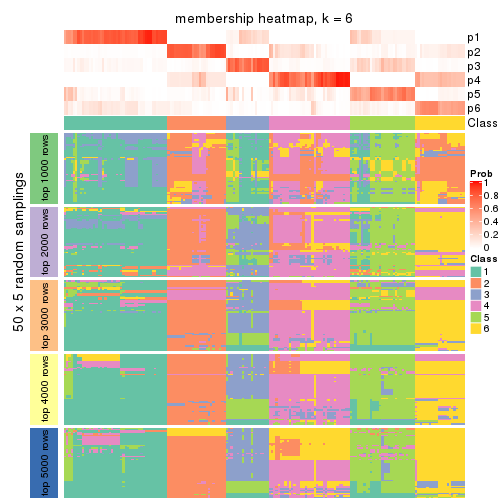 membership heatmap, k = 6
p1
p2
p3
p4
p5
p6
Class
50 x 5 random samplings
top 1000 rows
top 2000 rows
top 3000 rows
top 4000 rows
top 5000 rows
Prob
1
0.8
0.6
0.4
0.2
0
Class
1
2
3
4
5
6